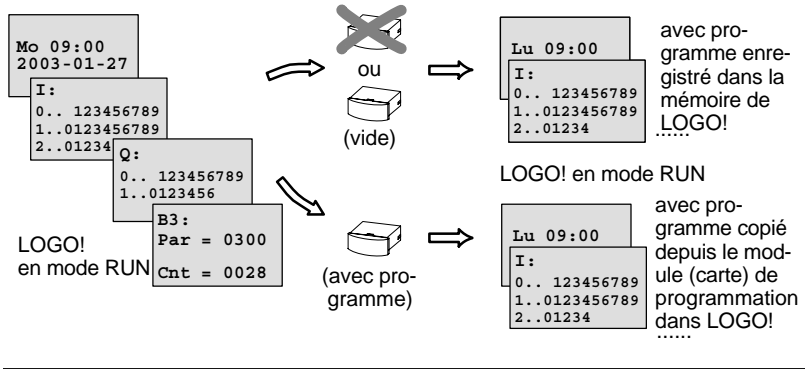 Mo 09:00
2003-01-27
I:
0.. 123456789
1..0123456789
2..01234
Q:
0.. 123456789
1..0123456
B3:
Par = 0300
Cnt = 0028
LOGO!
en mode RUN
ou
(vide)
(avec pro-
gramme)
Lu 09:00
I:
0.. 123456789
1..0123456789
2..01234
avec pro-
gramme enre-
gistré dans la
mémoire de
LOGO!
......
LOGO! en mode RUN
Lu 09:00
I:
0.. 123456789
1..0123456789
2..01234
avec pro-
gramme copié
depuis le mod-
ule (carte) de
programmation
dans LOGO!
......